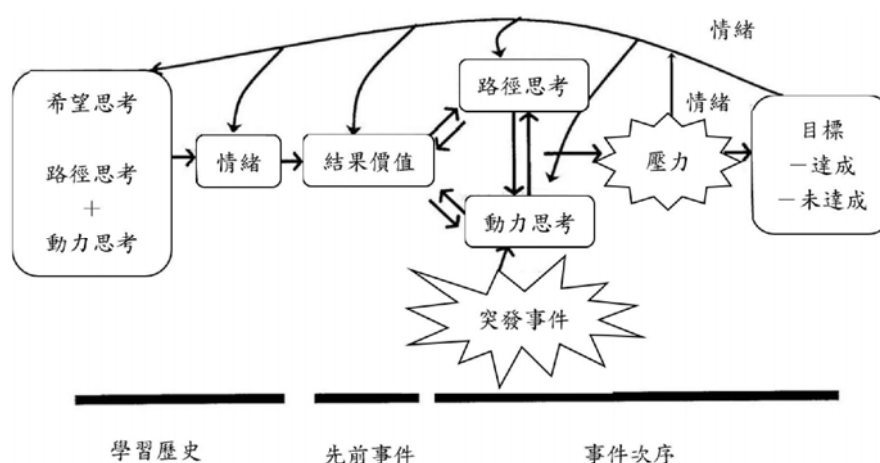 情緒
希望思考
路徑思考
＋
動力思考
情緒
結果價值
路徑思考
動力思考
突發事件
壓力
情緒
目標
－達成
－未達成
學習歷史
先前事件
事件次序